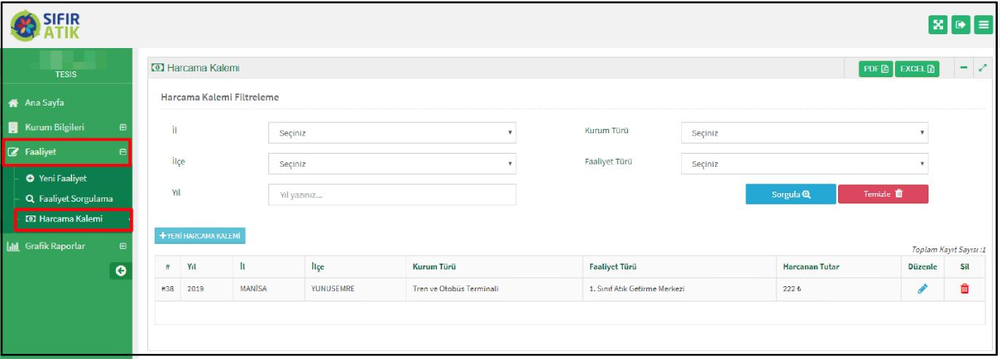 SIFIR
ATIK
TESIS
Ana Sayfa
Kurum Bilgileri
Faaliyet
Yeni Faaliyet
Faaliyet Sorgulama
Harcama Kalemi
Grafik Raporlar
Harcama Kalemi
PDF EXCEL
Harcama Kalemi Filtreleme
İl Seçiniz Kurum Türü Seçiniz
İlçe Seçiniz Faaliyet Türü Seçiniz
Yıl Yıl yazınız... Sorgula Temizle
+YENİ HARCAMA KALEMİ
Toplam Kayıt Sayısı :1
# Yıl İl İlçe Kurum Türü Faaliyet Türü Harcanan Tutar Düzenle Sil
#38 2019 MANİSA YUNUSEMRE Tren ve Otobüs Terminali 1. Sınıf Atık Getirme Merkezi 222 ₺